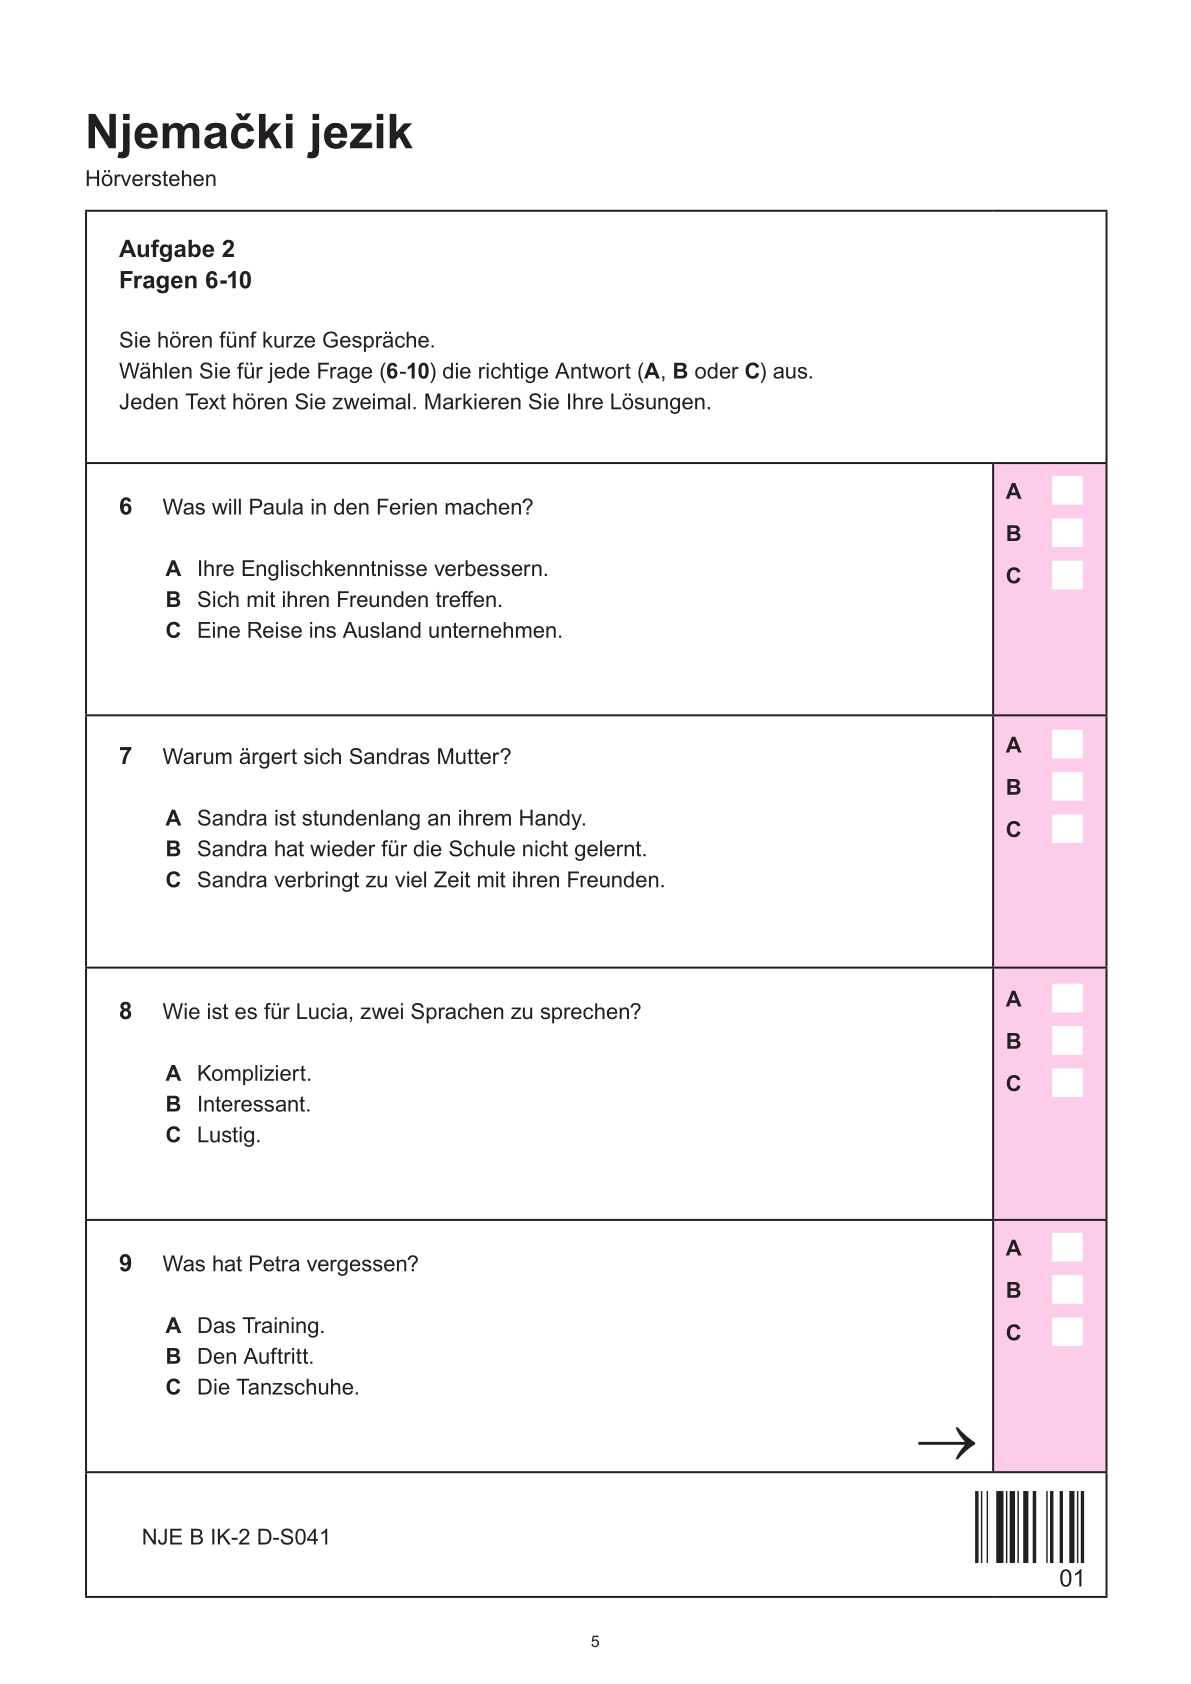 Njemački jezik
Hörverstehen
Aufgabe 2
Fragen 6-10
Sie hören fünf kurze Gespräche.
Wählen Sie für jede Frage (6-10) die richtige Antwort (A, B oder C) aus.
Jeden Text hören Sie zweimal. Markieren Sie Ihre Lösungen.
6 Was will Paula in den Ferien machen?
A Ihre Englischkenntnisse verbessern.
B Sich mit ihren Freunden treffen.
C Eine Reise ins Ausland unternehmen.
A
B
C
7 Warum ärgert sich Sandras Mutter?
A Sandra ist stundenlang an ihrem Handy.
B Sandra hat wieder für die Schule nicht gelernt.
C Sandra verbringt zu viel Zeit mit ihren Freunden.
A
B
C
8 Wie ist es für Lucia, zwei Sprachen zu sprechen?
A Kompliziert.
B Interessant.
C Lustig.
A
B
C
9 Was hat Petra vergessen?
A Das Training.
B Den Auftritt.
C Die Tanzschuhe.
A
B
C
NJE B IK-2 D-S041
01
5